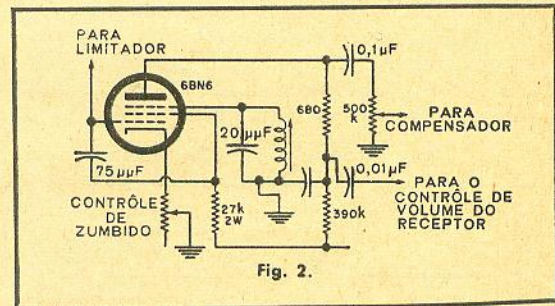 PARA
LIMITADOR
6BN6
0,1µF
680
500
k
PARA
COMPENSADOR
20µµF
75µµF
0,01µF
CONTRÔLE
DE
ZUMBIDO
27k
2W
390k
PARA O
CONTRÔLE DE
VOLUME DO
RECEPTOR
Fig. 2.